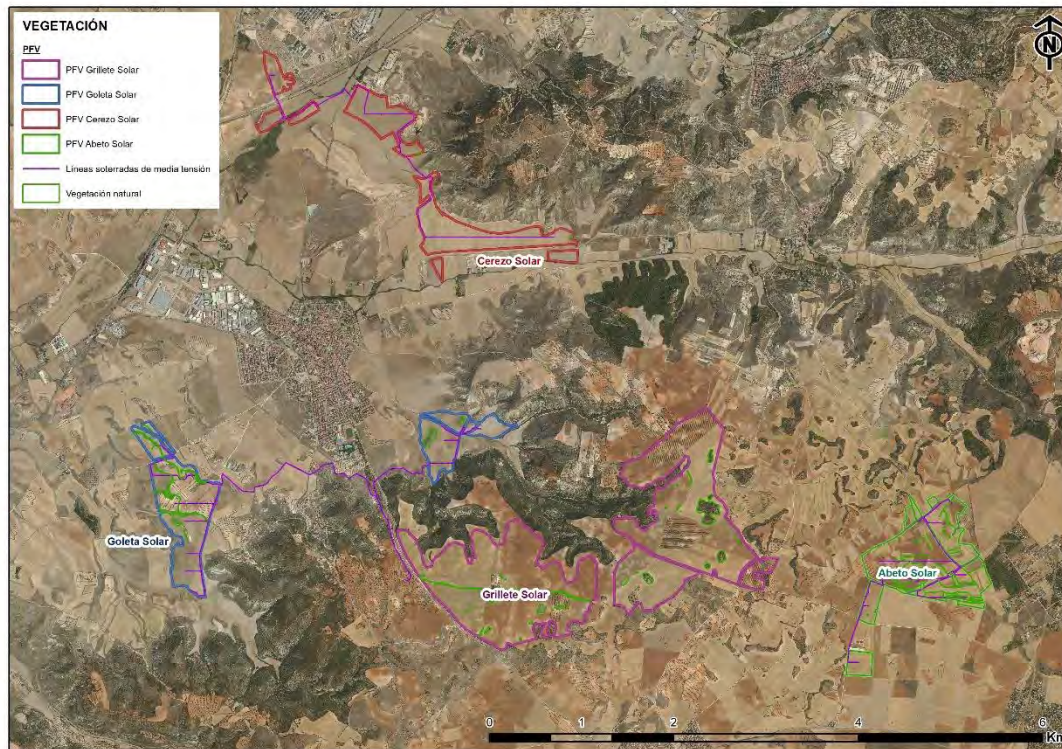 VEGETACIÓN
PFV
PFV Grillete Solar
PFV Goleta Solar
PFV Cerezo Solar
PFV Abeto Solar
Líneas soterradas de media tensión
Vegetación natural
N
Cerezo Solar
Goleta Solar
Grillete Solar
Abeto Solar
0 1 2 4 6
Km